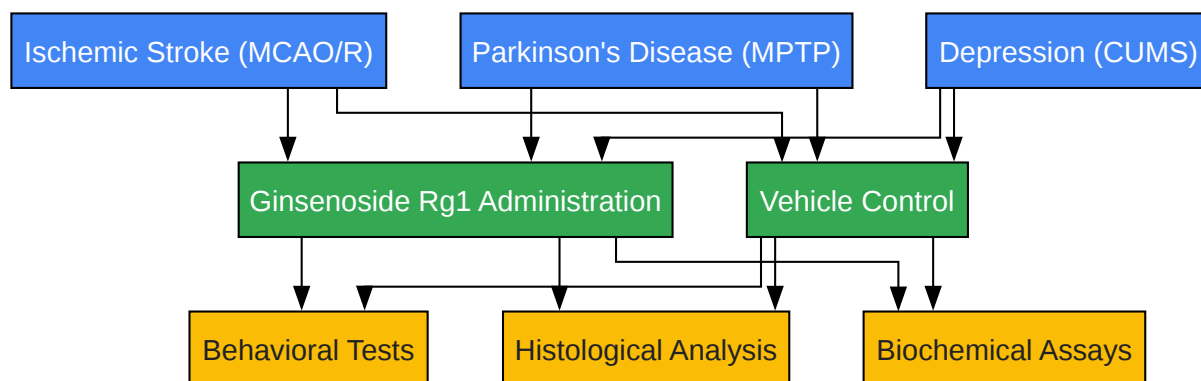 Ischemic Stroke (MCAO/R)
Parkinson's Disease (MPTP)
Depression (CUMS)
Ginsenoside Rg1 Administration
Vehicle Control
Behavioral Tests
Histological Analysis
Biochemical Assays